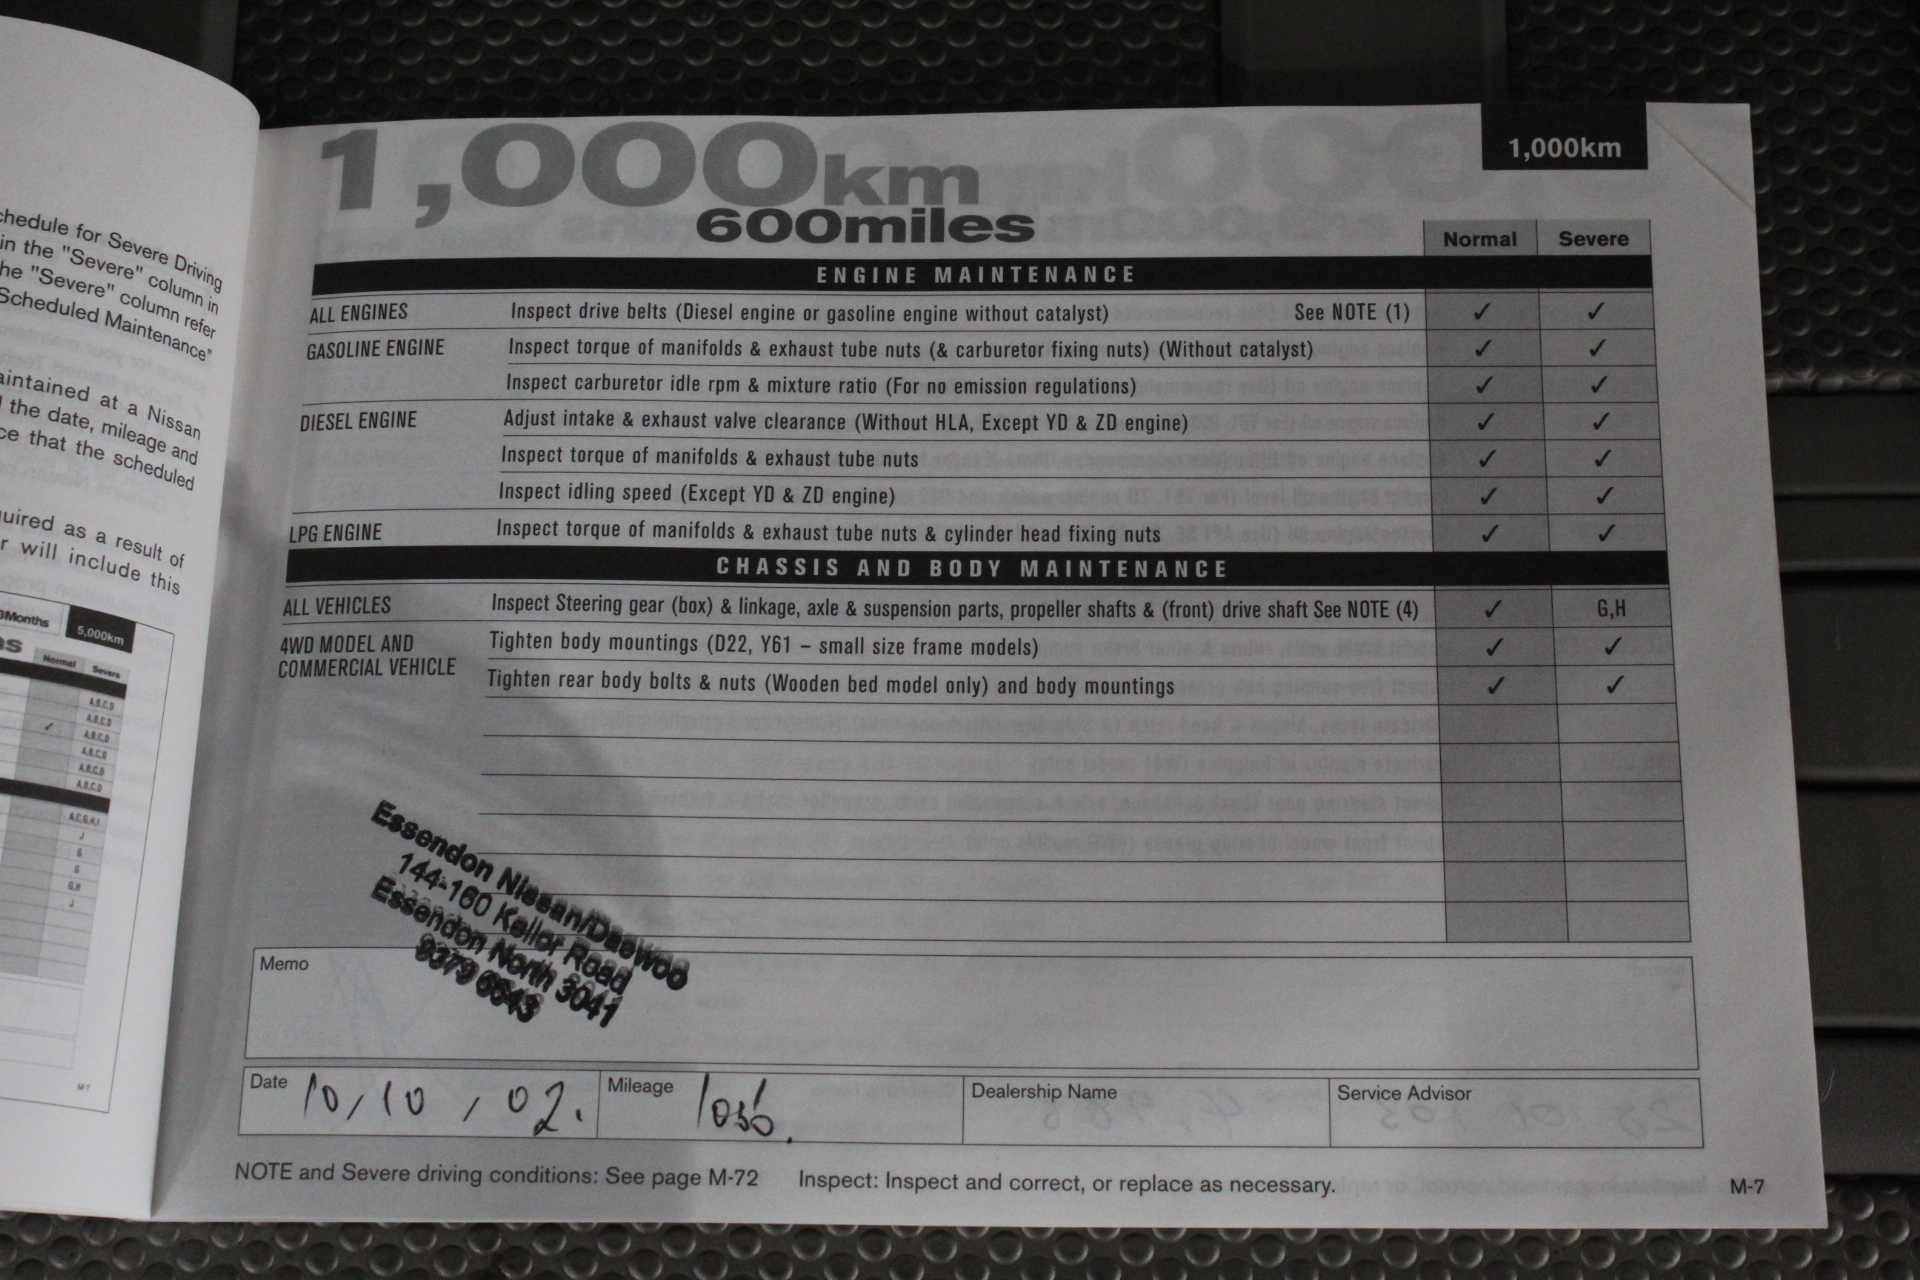 chedule for Severe Driving
in the "Severe" column in
he "Severe" column refer
Scheduled Maintenance"
aintained at a Nissan
the date, mileage and
ce that the scheduled
uired as a result of
r will include this
3Months 5,000km
Normal Severe
A,B,C,D
✓ A,B,C,D
A,B,C,D
A,B,C,D
A,B,C,D
A,B,C,D
A,C,G,H,I
J
G
G
G,H
J
M-7
1,000km
1,000km
600miles
Normal Severe
ENGINE MAINTENANCE
ALL ENGINES Inspect drive belts (Diesel engine or gasoline engine without catalyst) See NOTE (1) ✓ ✓
GASOLINE ENGINE Inspect torque of manifolds & exhaust tube nuts (& carburetor fixing nuts) (Without catalyst) ✓ ✓
Inspect carburetor idle rpm & mixture ratio (For no emission regulations) ✓ ✓
DIESEL ENGINE Adjust intake & exhaust valve clearance (Without HLA, Except YD & ZD engine) ✓ ✓
Inspect torque of manifolds & exhaust tube nuts ✓ ✓
Inspect idling speed (Except YD & ZD engine) ✓ ✓
LPG ENGINE Inspect torque of manifolds & exhaust tube nuts & cylinder head fixing nuts ✓ ✓
CHASSIS AND BODY MAINTENANCE
ALL VEHICLES Inspect Steering gear (box) & linkage, axle & suspension parts, propeller shafts & (front) drive shaft See NOTE (4) ✓ G,H
4WD MODEL AND Tighten body mountings (D22, Y61 – small size frame models) ✓ ✓
COMMERCIAL VEHICLE Tighten rear body bolts & nuts (Wooden bed model only) and body mountings ✓ ✓
Essendon Nissan/Daewoo
144-160 Keilor Road
Essendon North 3041
9379 6643
Memo
Date 10/10/02. Mileage 1056. Dealership Name Service Advisor
NOTE and Severe driving conditions: See page M-72 Inspect: Inspect and correct, or replace as necessary.
M-7